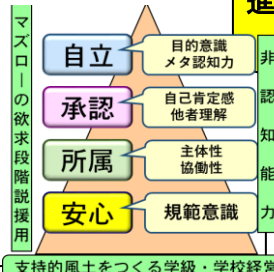 マズローの欲求段階説援用
自立
目的意識
メタ認知力
承認
自己肯定感
他者理解
所属
主体性
協働性
安心
規範意識
非認知能力
支持的風土をつくる学級・学校経営